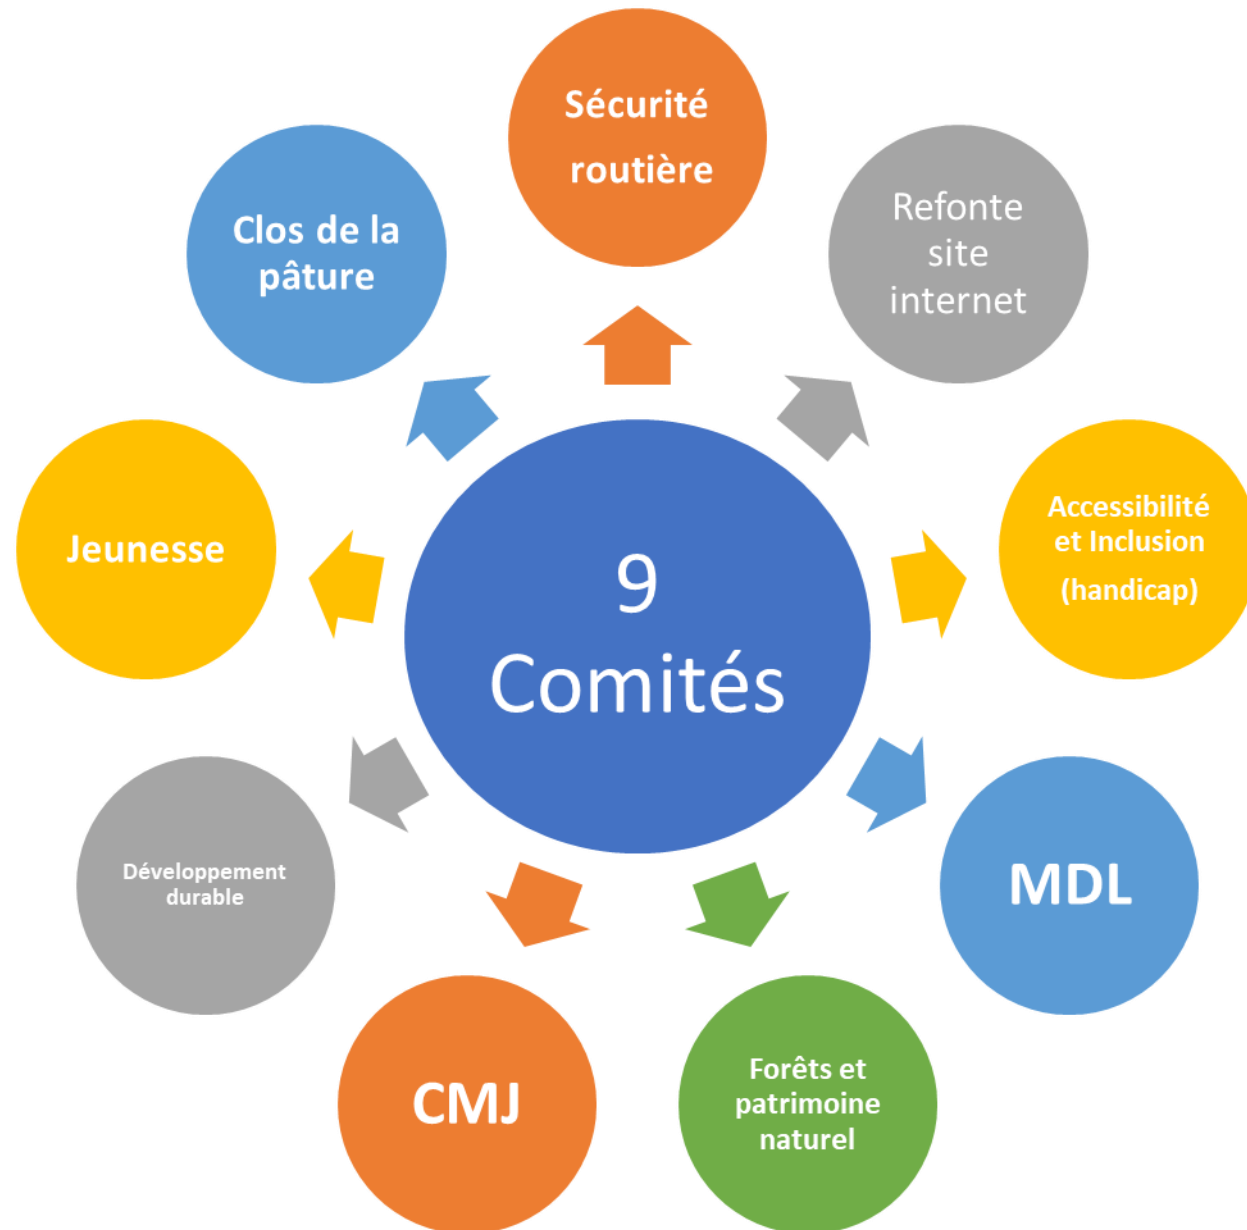 Sécurité
routière
Refonte
site
internet
Accessibilité
et Inclusion
(handicap)
MDL
Forêts et
patrimoine
naturel
CMJ
Développement
durable
Jeunesse
Clos de la
pâture
9
Comités